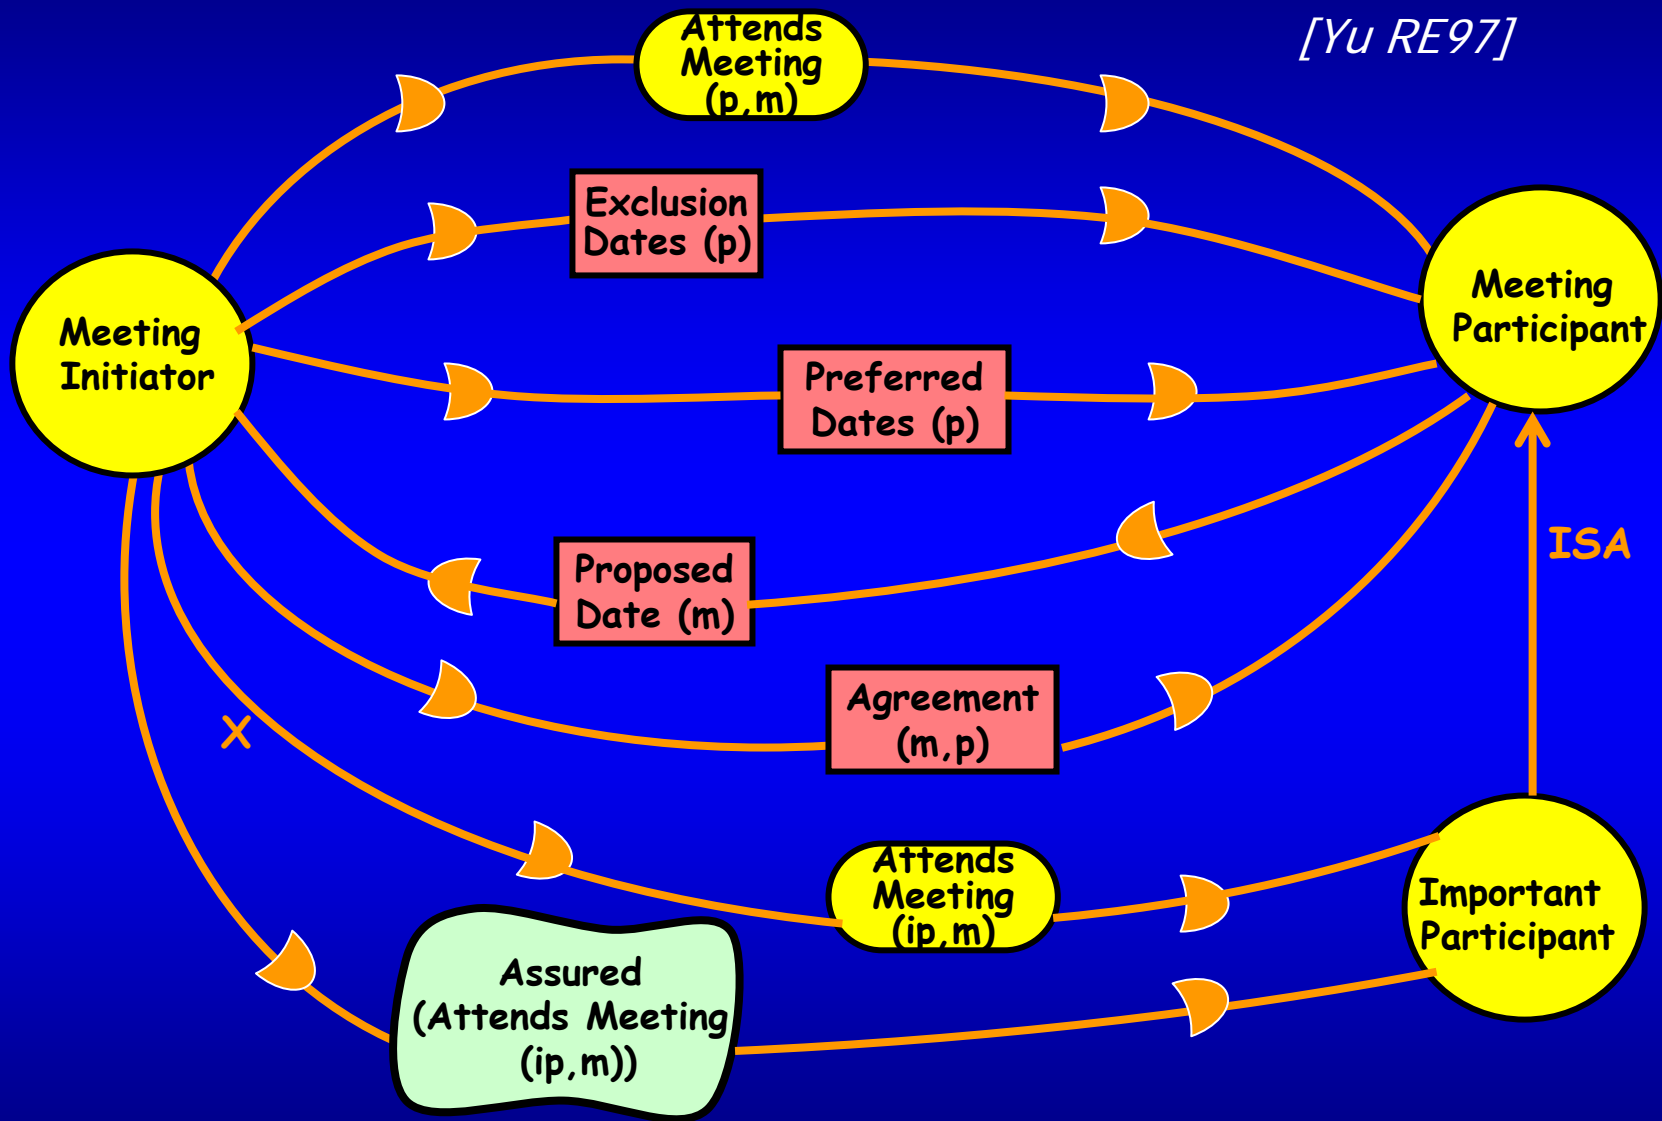 [Yu RE97]
Attends
Meeting
(p,m)
Exclusion
Dates (p)
Meeting
Initiator
Meeting
Participant
Preferred
Dates (p)
Proposed
Date (m)
ISA
Agreement
(m,p)
X
Attends
Meeting
(ip,m)
Important
Participant
Assured
(Attends Meeting
(ip,m))